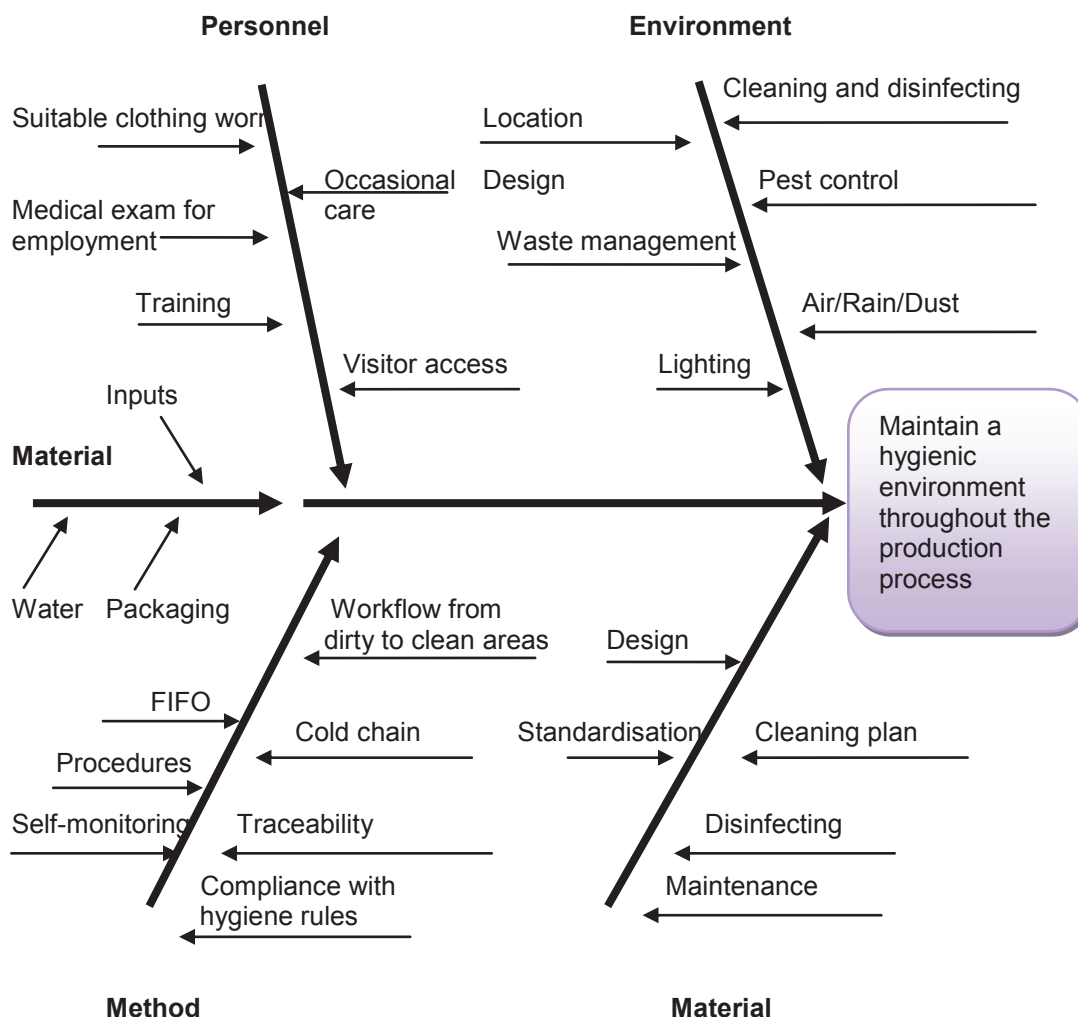 Personnel
Environment
Suitable clothing worn
Occasional
care
Medical exam for
employment
Training
Visitor access
Location
Cleaning and disinfecting
Design
Pest control
Waste management
Air/Rain/Dust
Lighting
Inputs
Material
Water
Packaging
Maintain a
hygienic
environment
throughout the
production
process
Workflow from
dirty to clean areas
FIFO
Cold chain
Procedures
Self-monitoring
Traceability
Compliance with
hygiene rules
Design
Standardisation
Cleaning plan
Disinfecting
Maintenance
Method
Material